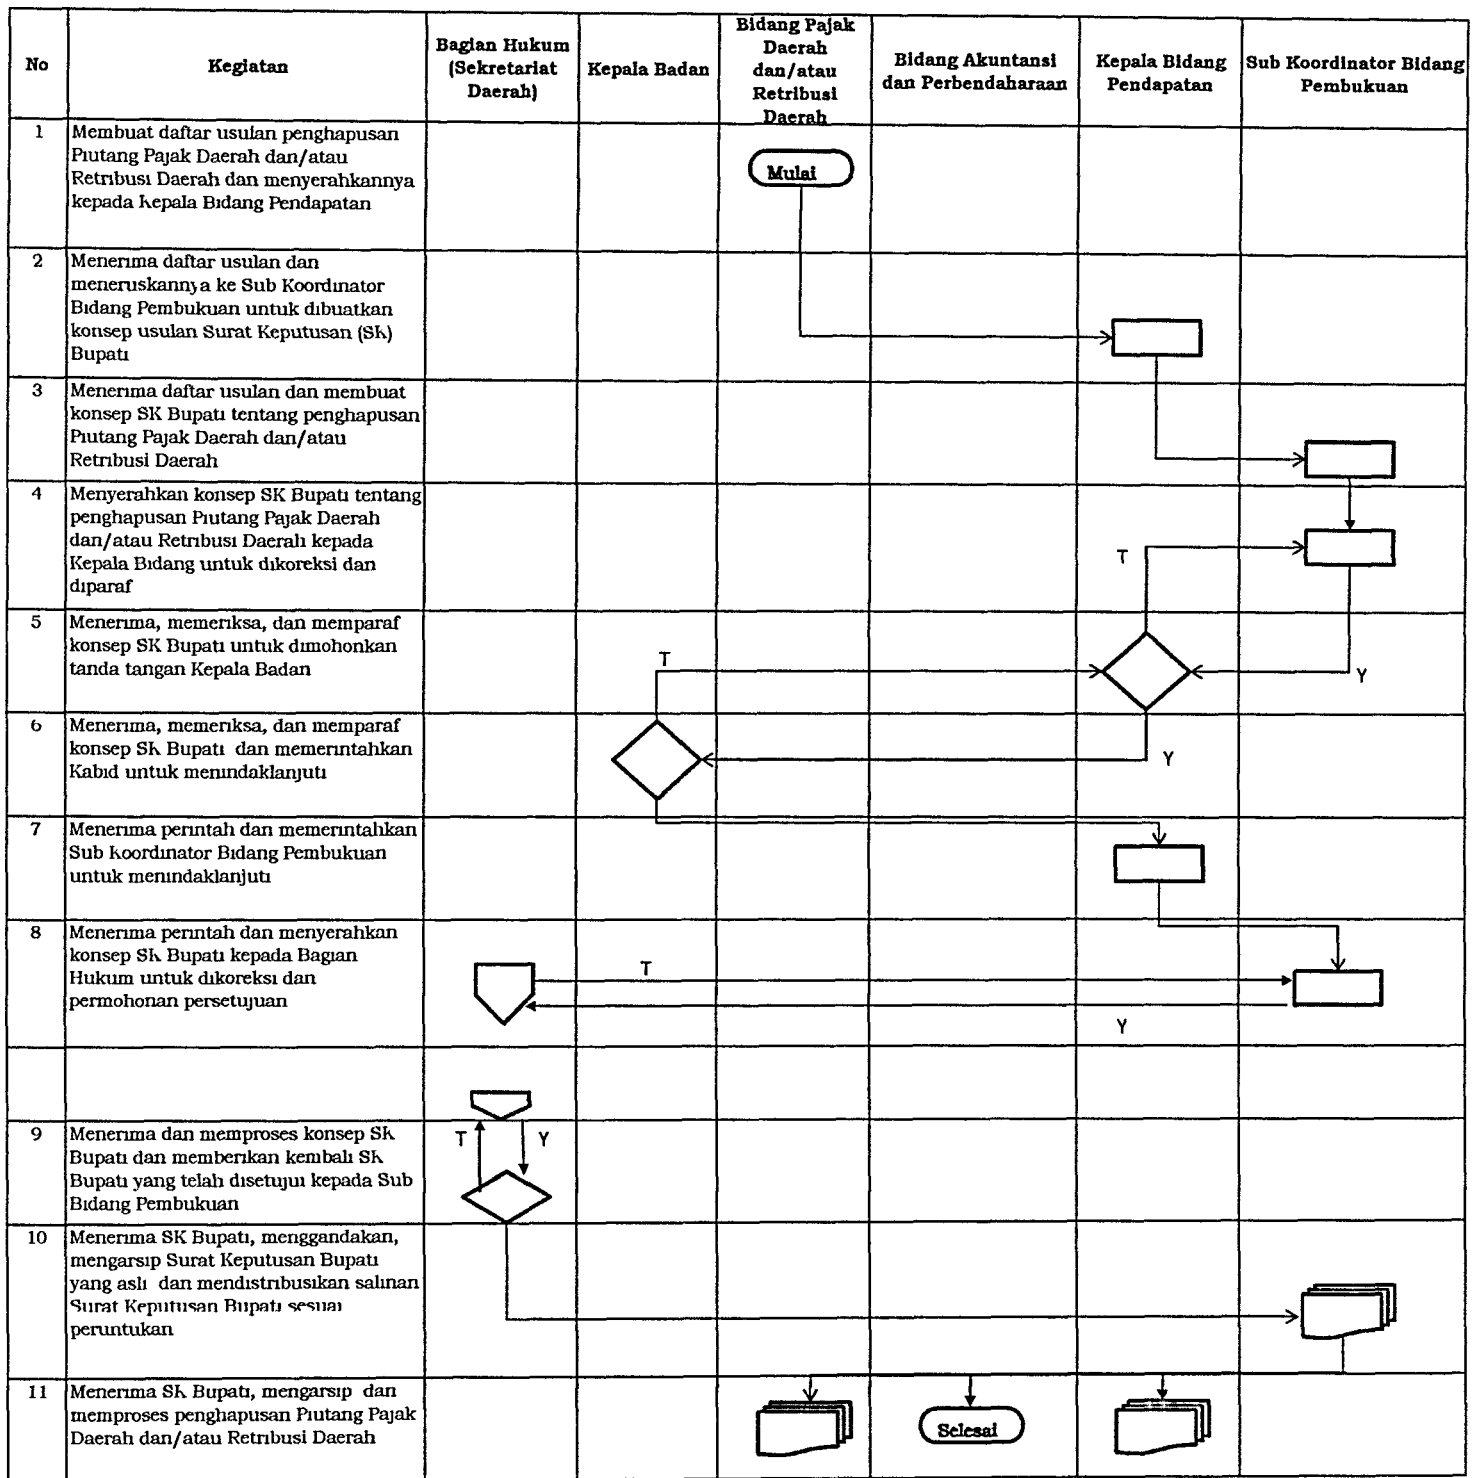 No
Kegiatan
Bagian Hukum
(Sekretariat
Daerah)
Kepala Badan
Bidang Pajak
Daerah
dan/atau
Retribusi
Daerah
Bidang Akuntansi
dan Perbendaharaan
Kepala Bidang
Pendapatan
Sub Koordinator Bidang
Pembukuan
1
Membuat daftar usulan penghapusan
Piutang Pajak Daerah dan/atau
Retribusi Daerah dan menyerahkannya
kepada Kepala Bidang Pendapatan
Mulai
2
Menerima daftar usulan dan
meneruskannya ke Sub Koordinator
Bidang Pembukuan untuk dibuatkan
konsep usulan Surat Keputusan (SK)
Bupati
3
Menerima daftar usulan dan membuat
konsep SK Bupati tentang penghapusan
Piutang Pajak Daerah dan/atau
Retribusi Daerah
4
Menyerahkan konsep SK Bupati tentang
penghapusan Piutang Pajak Daerah
dan/atau Retribusi Daerah kepada
Kepala Bidang untuk dikoreksi dan
diparaf
T
5
Menerima, memeriksa, dan memparaf
konsep SK Bupati untuk dimohonkan
tanda tangan Kepala Badan
T
Y
6
Menerima, memeriksa, dan memparaf
konsep SK Bupati dan memerintahkan
Kabid untuk menindaklanjuti
Y
7
Menerima perintah dan memerintahkan
Sub Koordinator Bidang Pembukuan
untuk menindaklanjuti
8
Menerima perintah dan menyerahkan
konsep SK Bupati kepada Bagian
Hukum untuk dikoreksi dan
permohonan persetujuan
T
Y
9
Menerima dan memproses konsep SK
Bupati dan memberikan kembali SK
Bupati yang telah disetujui kepada Sub
Bidang Pembukuan
T
Y
10
Menerima SK Bupati, menggandakan,
mengarsip Surat Keputusan Bupati
yang asli dan mendistribusikan salinan
Surat Keputusan Bupati sesuai
peruntukan
11
Menerima SK Bupati, mengarsip dan
memproses penghapusan Piutang Pajak
Daerah dan/atau Retribusi Daerah
Selesai